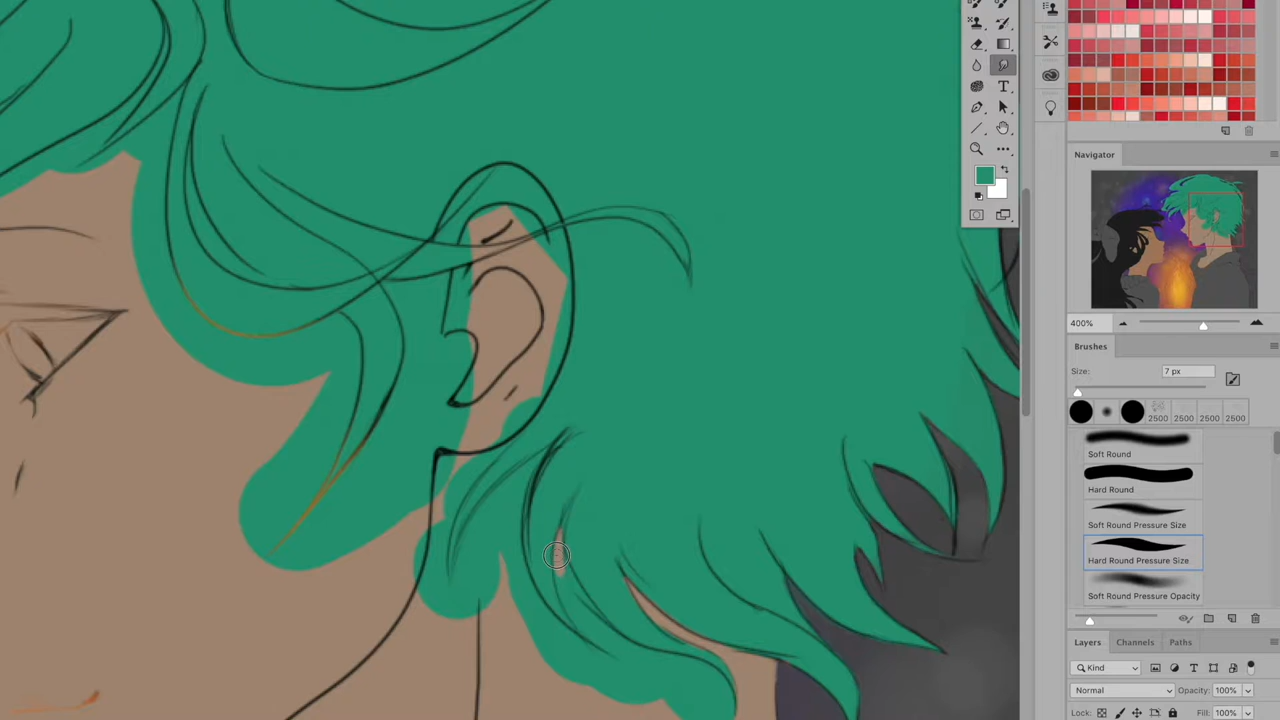 Navigator
400%
Brushes
Size:
7 px
2500 2500 2500 2500
Soft Round
Hard Round
Soft Round Pressure Size
Hard Round Pressure Size
Soft Round Pressure Opacity
Layers Channels Paths
Kind
Normal Opacity: 100%
Lock: Fill: 100%